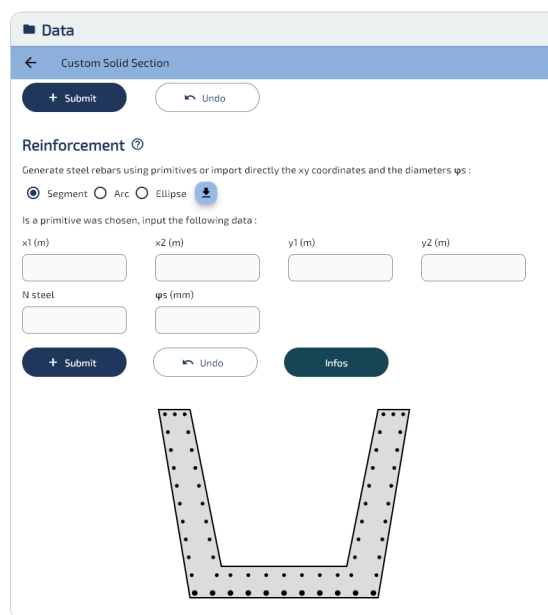 Data
Custom Solid Section
+ Submit
Undo
Reinforcement
Generate steel rebars using primitives or import directly the xy coordinates and the diameters φs :
Segment Arc Ellipse
Is a primitive was chosen, input the following data :
x1 (m) x2 (m) y1 (m) y2 (m)
N steel φs (mm)
+ Submit Undo Infos